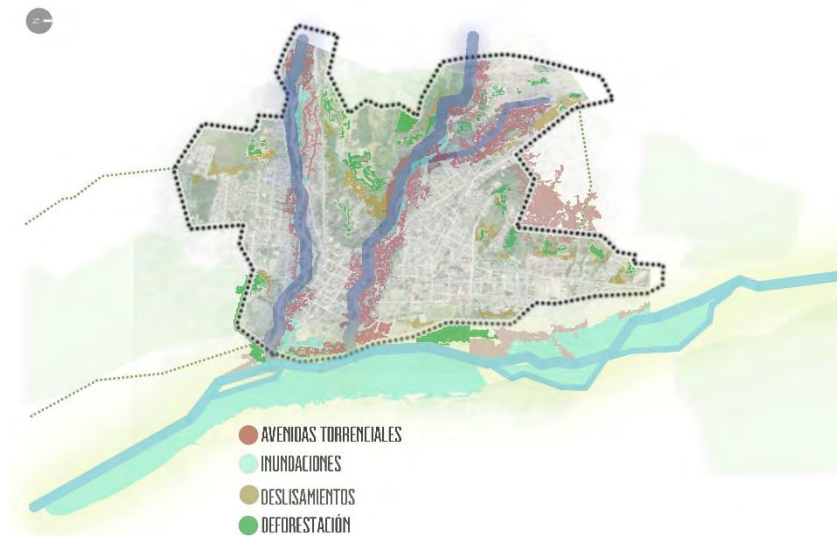 N
AVENIDAS TORRENCIALES
INUNDACIONES
DESLISAMIENTOS
DEFORESTACIÓN